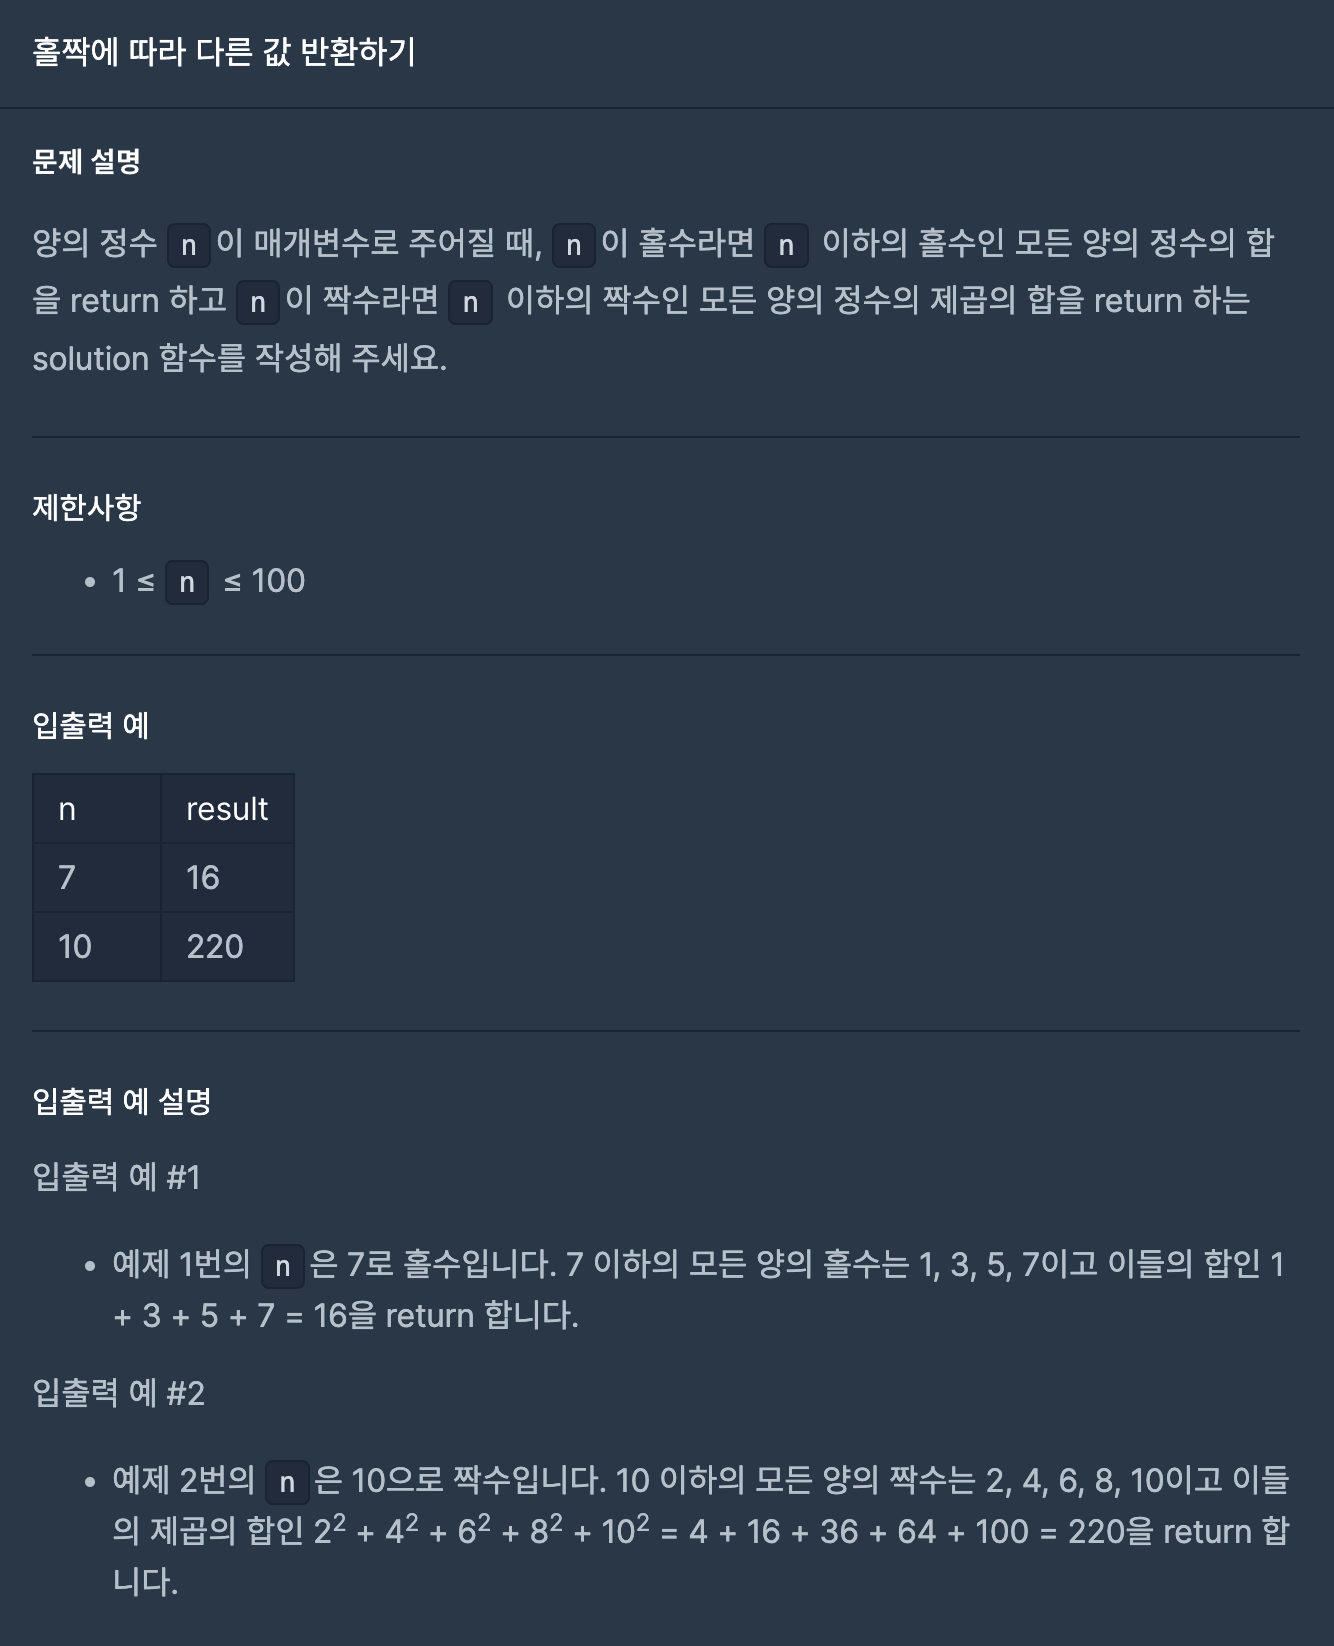 홀짝에 따라 다른 값 반환하기
문제 설명
양의 정수 n이 매개변수로 주어질 때, n이 홀수라면 n 이하의 홀수인 모든 양의 정수의 합
을 return 하고 n이 짝수라면 n 이하의 짝수인 모든 양의 정수의 제곱의 합을 return 하는
solution 함수를 작성해 주세요.
제한사항
• 1 ≤ n ≤ 100
입출력 예
n result
7 16
10 220
입출력 예 설명
입출력 예 #1
• 예제 1번의 n은 7로 홀수입니다. 7 이하의 모든 양의 홀수는 1, 3, 5, 7이고 이들의 합인 1
+ 3 + 5 + 7 = 16을 return 합니다.
입출력 예 #2
• 예제 2번의 n은 10으로 짝수입니다. 10 이하의 모든 양의 짝수는 2, 4, 6, 8, 10이고 이들
의 제곱의 합인 2² + 4² + 6² + 8² + 10² = 4 + 16 + 36 + 64 + 100 = 220을 return 합
니다.